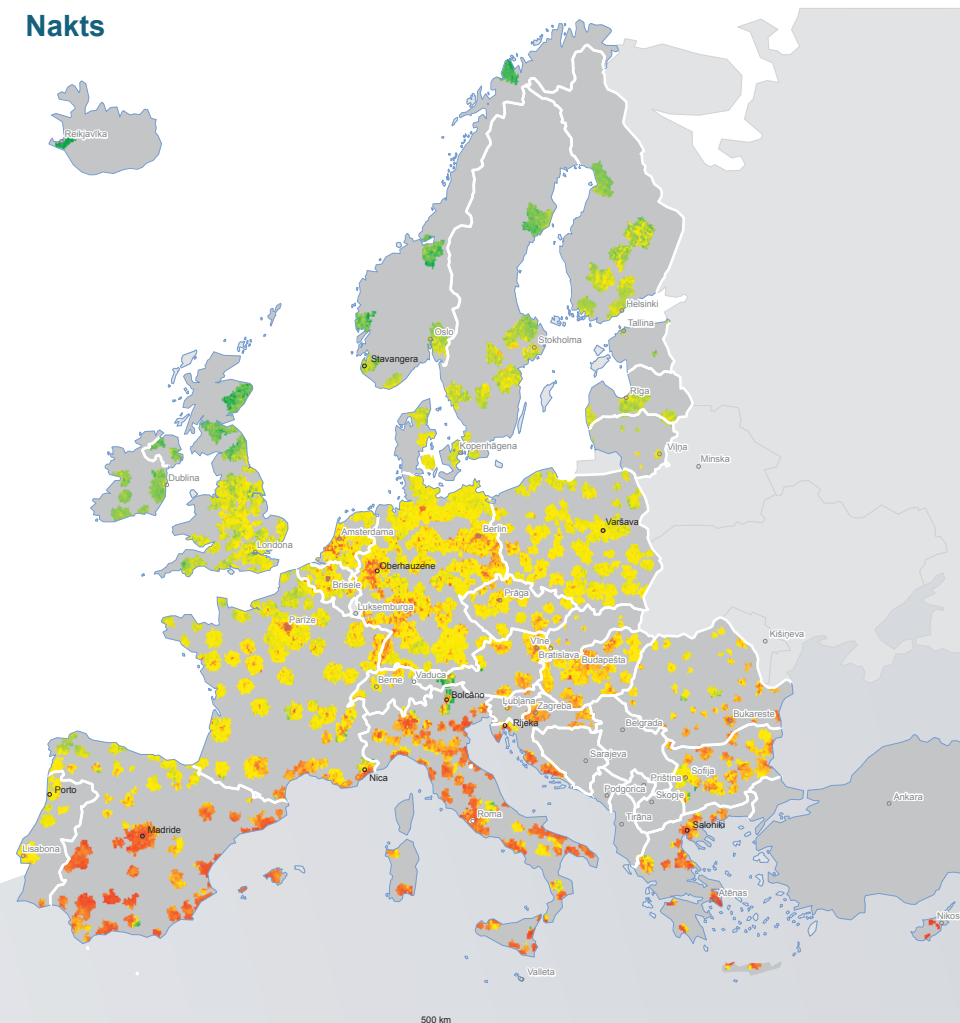 Nakts
Reikjavīka
Helsinki
Tallina
Oslo
Stokholma
Stavangera
Rīga
Kopenhāgena
Viļņa
Minska
Dublina
Varšava
Amsterdama
Berlin
Londona
Oberhauzene
Brisele
Prāga
Luksemburga
Parīze
Kišiņeva
Vīne
Bratislava
Budapešta
Berne
Vaduca
Bolcāno
Ļubļana
Zagreba
Bukareste
Rijeka
Belgrada
Sarajeva
Nica
Sofija
Priština
Podgorica
Skopje
Porto
Ankara
Roma
Tirāna
Saloniki
Madride
Lisabona
Atēnas
Nikos
Valleta
500 km